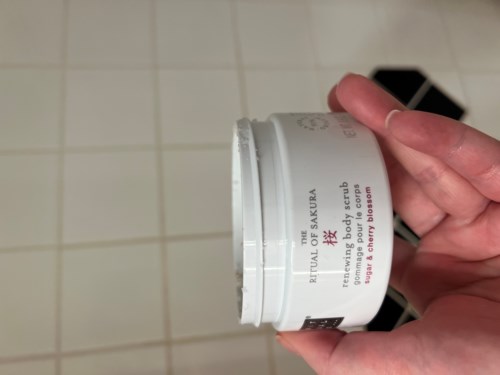 THE
RITUAL OF SAKURA
桜
renewing body scrub
gommage pour le corps
sugar & cherry blossom